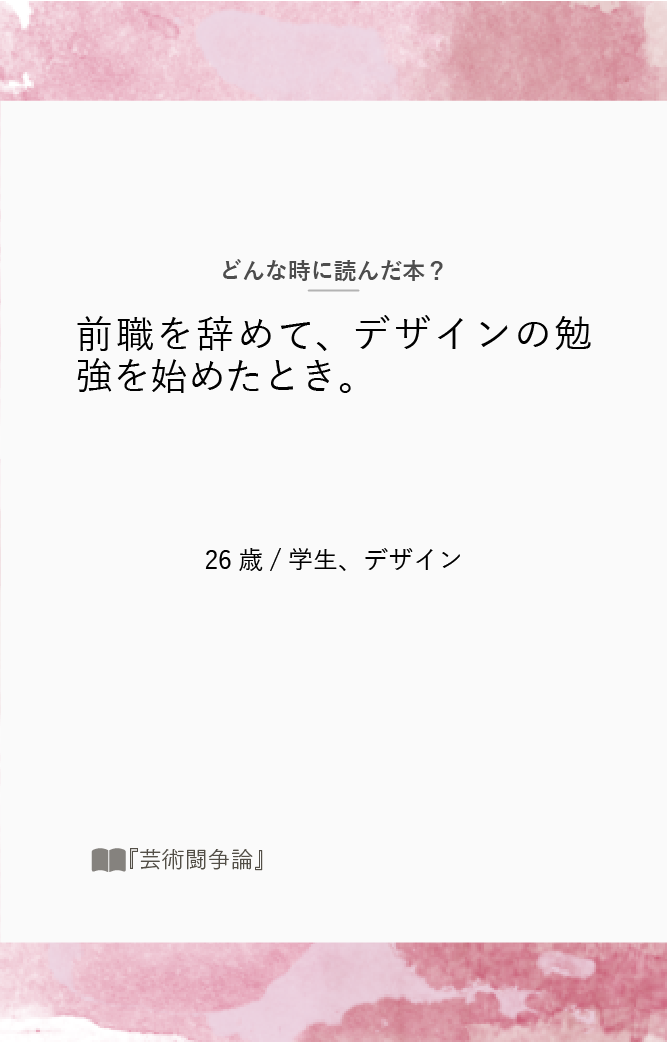 どんな時に読んだ本？
前職を辞めて、デザインの勉
強を始めたとき。
26 歳 / 学生、デザイン
『芸術闘争論』